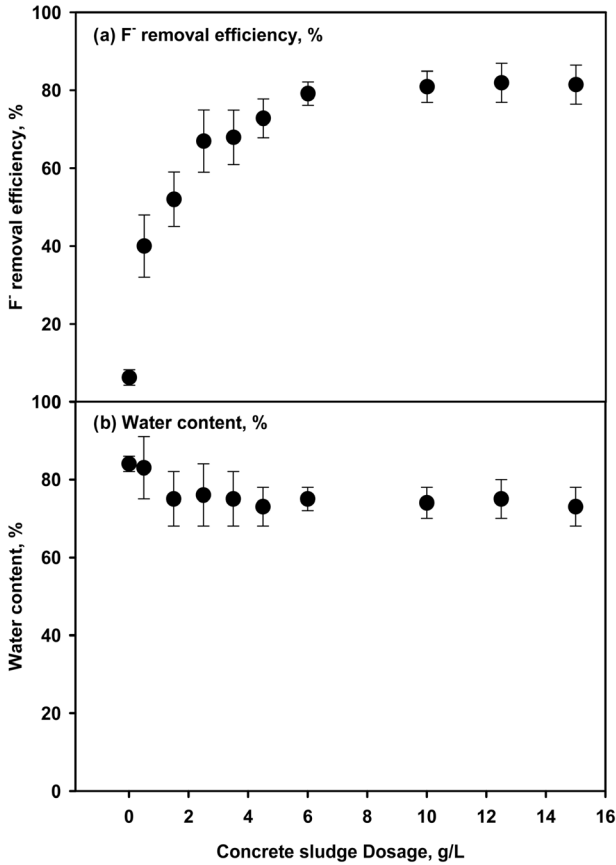 100
(a) F- removal efficiency, %
80
60
40
20
F- removal efficiency, %
100
(b) Water content, %
80
60
40
20
0
Water content, %
0 2 4 6 8 10 12 14 16
Concrete sludge Dosage, g/L